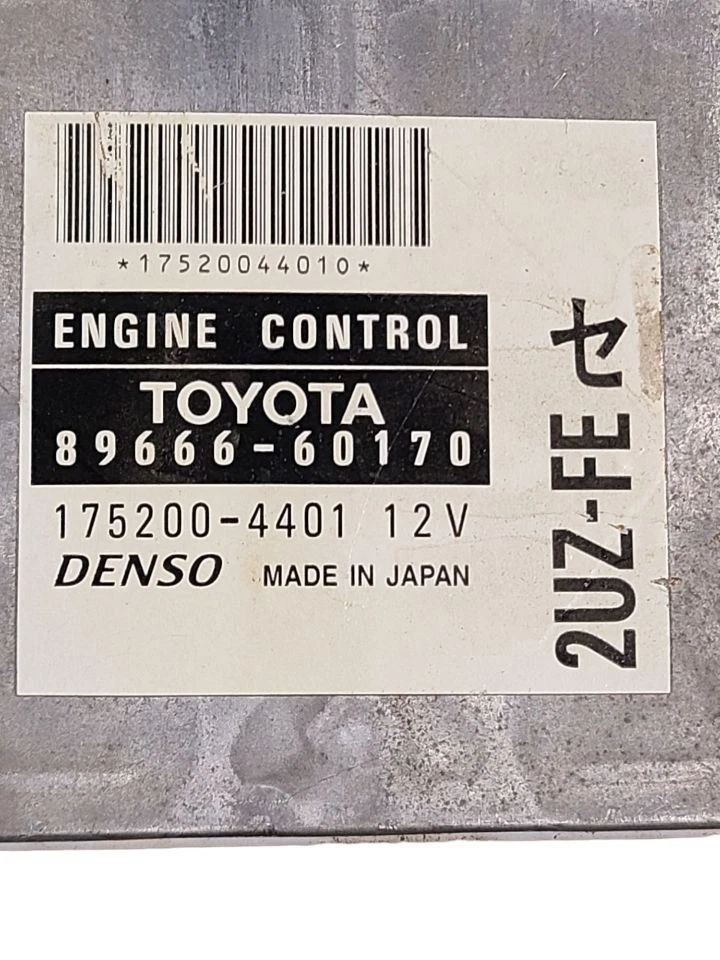 *17520044010*
ENGINE CONTROL
TOYOTA
89666-60170
175200-4401 12V
DENSO MADE IN JAPAN
2UZ-FE セ